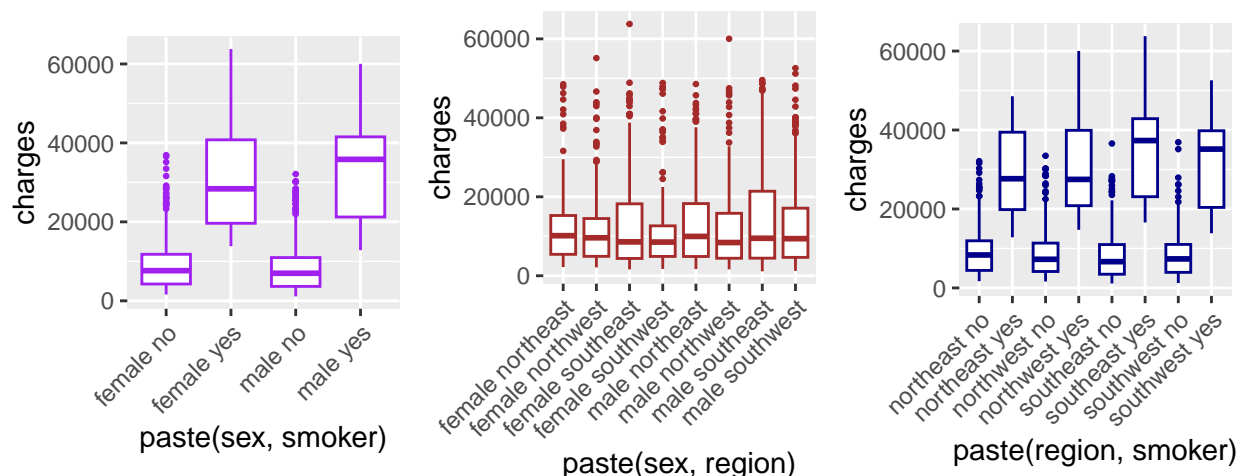 charges
60000
40000
20000
0
female no
female yes
male no
male yes
paste(sex, smoker)
charges
60000
40000
20000
0
female northeast
female northwest
female southeast
female southwest
male northeast
male northwest
male southeast
male southwest
paste(sex, region)
charges
60000
40000
20000
0
northeast no
northeast yes
northwest no
northwest yes
southeast no
southeast yes
southwest no
southwest yes
paste(region, smoker)